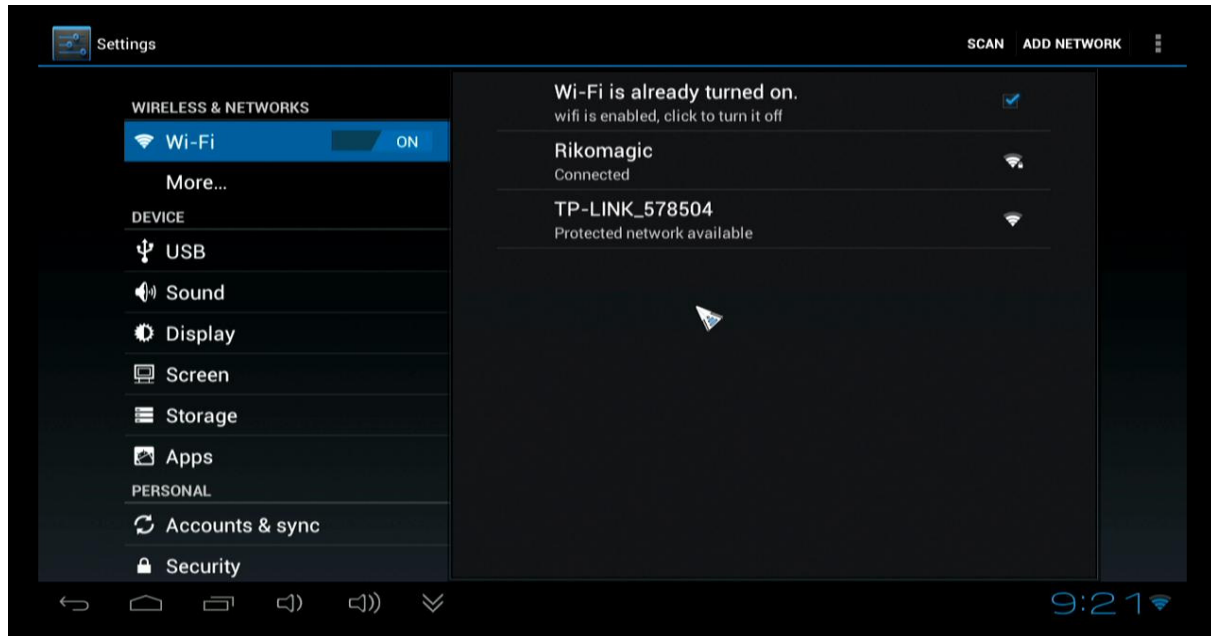 Settings
SCAN ADD NETWORK
WIRELESS & NETWORKS
Wi-Fi ON
More...
DEVICE
USB
Sound
Display
Screen
Storage
Apps
PERSONAL
Accounts & sync
Security
Wi-Fi is already turned on.
wifi is enabled, click to turn it off
Rikomagic
Connected
TP-LINK_578504
Protected network available
9:21